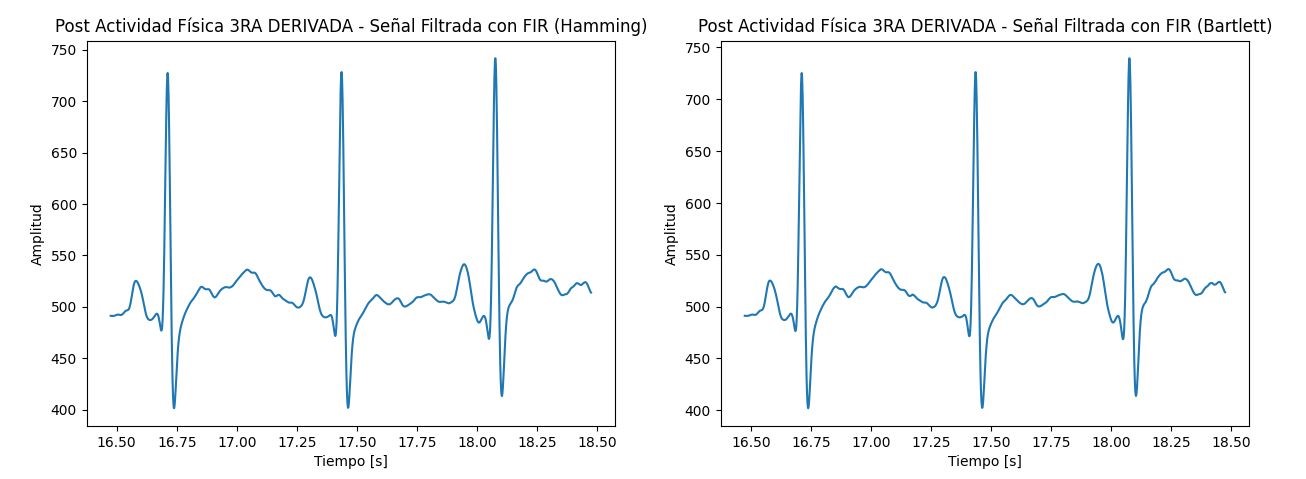 Post Actividad Física 3RA DERIVADA - Señal Filtrada con FIR (Hamming)
750
700
650
600
550
500
450
400
Amplitud
16.50 16.75 17.00 17.25 17.50 17.75 18.00 18.25 18.50
Tiempo [s]
Post Actividad Física 3RA DERIVADA - Señal Filtrada con FIR (Bartlett)
750
700
650
600
550
500
450
400
Amplitud
16.50 16.75 17.00 17.25 17.50 17.75 18.00 18.25 18.50
Tiempo [s]